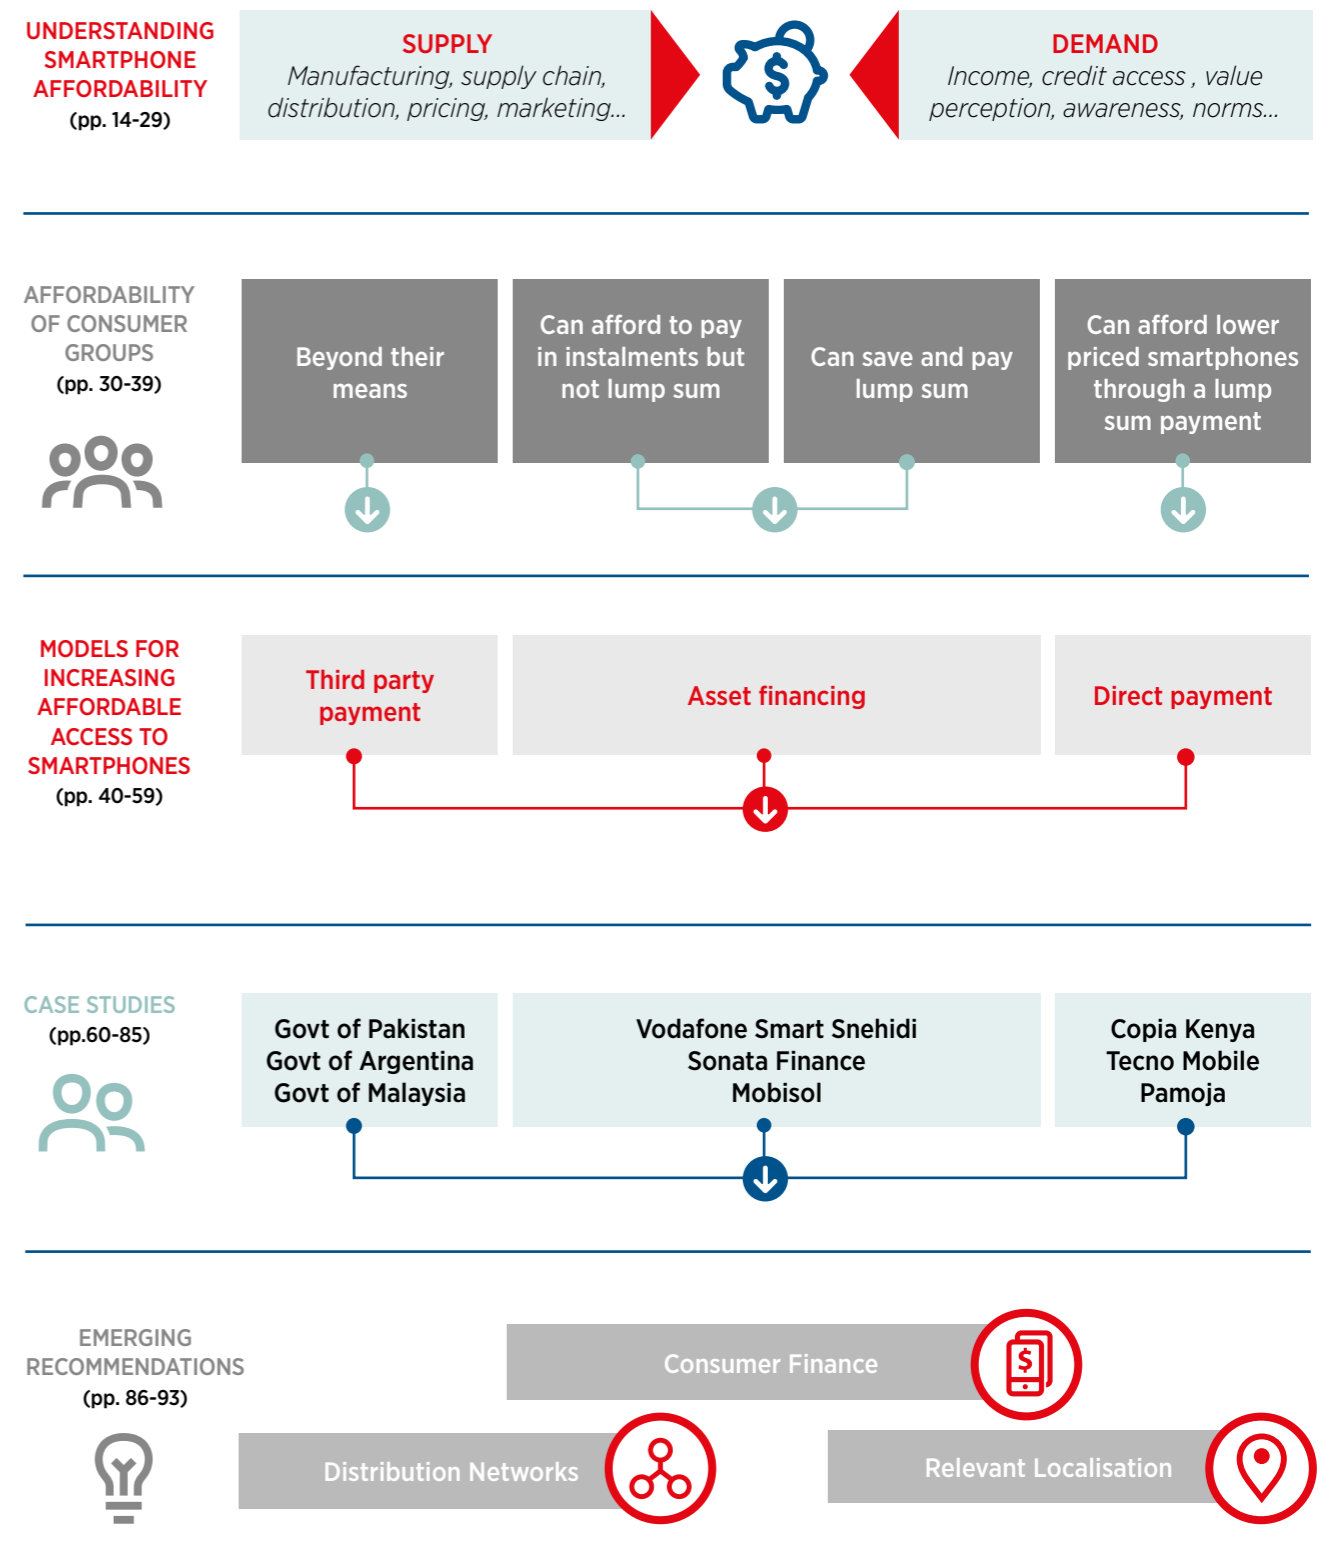 UNDERSTANDING
SMARTPHONE
AFFORDABILITY
(pp. 14-29)
SUPPLY
Manufacturing, supply chain,
distribution, pricing, marketing...
$
DEMAND
Income, credit access , value
perception, awareness, norms...
AFFORDABILITY
OF CONSUMER
GROUPS
(pp. 30-39)
Beyond their
means
Can afford to pay
in instalments but
not lump sum
Can save and pay
lump sum
Can afford lower
priced smartphones
through a lump
sum payment
MODELS FOR
INCREASING
AFFORDABLE
ACCESS TO
SMARTPHONES
(pp. 40-59)
Third party
payment
Asset financing
Direct payment
CASE STUDIES
(pp.60-85)
Govt of Pakistan
Govt of Argentina
Govt of Malaysia
Vodafone Smart Snehidi
Sonata Finance
Mobisol
Copia Kenya
Tecno Mobile
Pamoja
EMERGING
RECOMMENDATIONS
(pp. 86-93)
Consumer Finance
$
Distribution Networks
Relevant Localisation